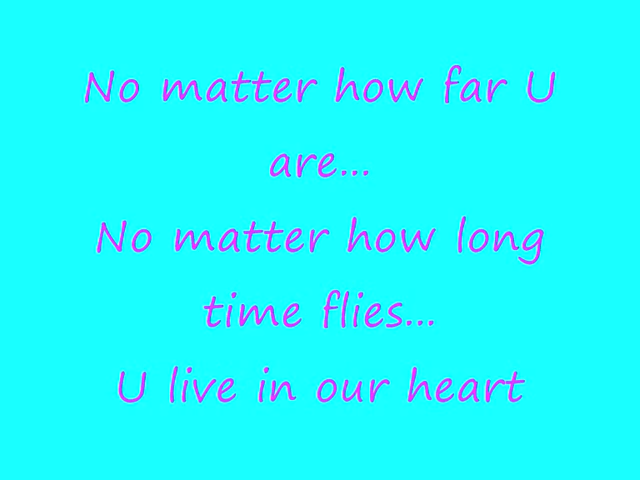 No matter how far U
are...
No matter how long
time flies...
U live in our heart